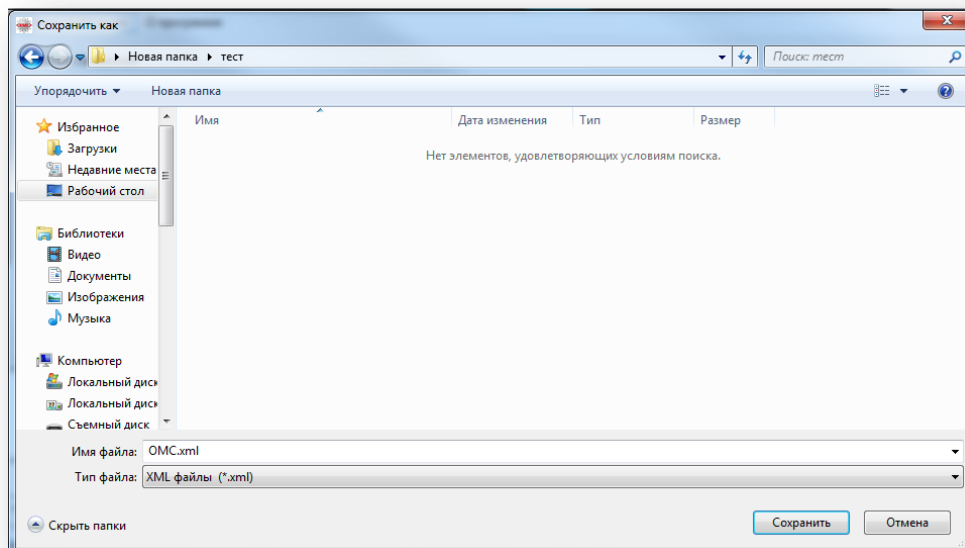 Сохранить как
Новая папка ▸ тест
Поиск: тест
Упорядочить Новая папка
Имя Дата изменения Тип Размер
Нет элементов, удовлетворяющих условиям поиска.
Избранное
Загрузки
Недавние места
Рабочий стол
Библиотеки
Видео
Документы
Изображения
Музыка
Компьютер
Локальный диск
Локальный диск
Съемный диск
Имя файла: OMC.xml
Тип файла: XML файлы (*.xml)
Скрыть папки
Сохранить Отмена